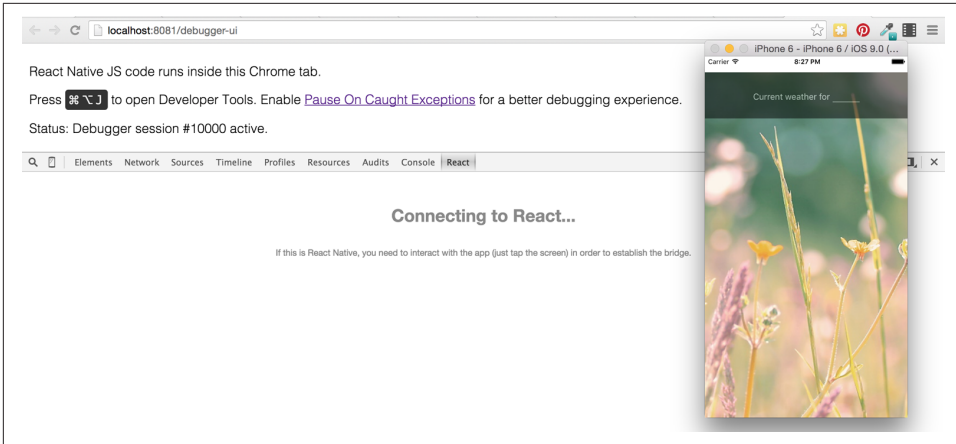 localhost:8081/debugger-ui
iPhone 6 - iPhone 6 / iOS 9.0 (...
Carrier 8:27 PM
React Native JS code runs inside this Chrome tab.
Press ⌘⌥J to open Developer Tools. Enable Pause On Caught Exceptions for a better debugging experience.
Current weather for
Status: Debugger session #10000 active.
Elements Network Sources Timeline Profiles Resources Audits Console React
Connecting to React...
If this is React Native, you need to interact with the app (just tap the screen) in order to establish the bridge.